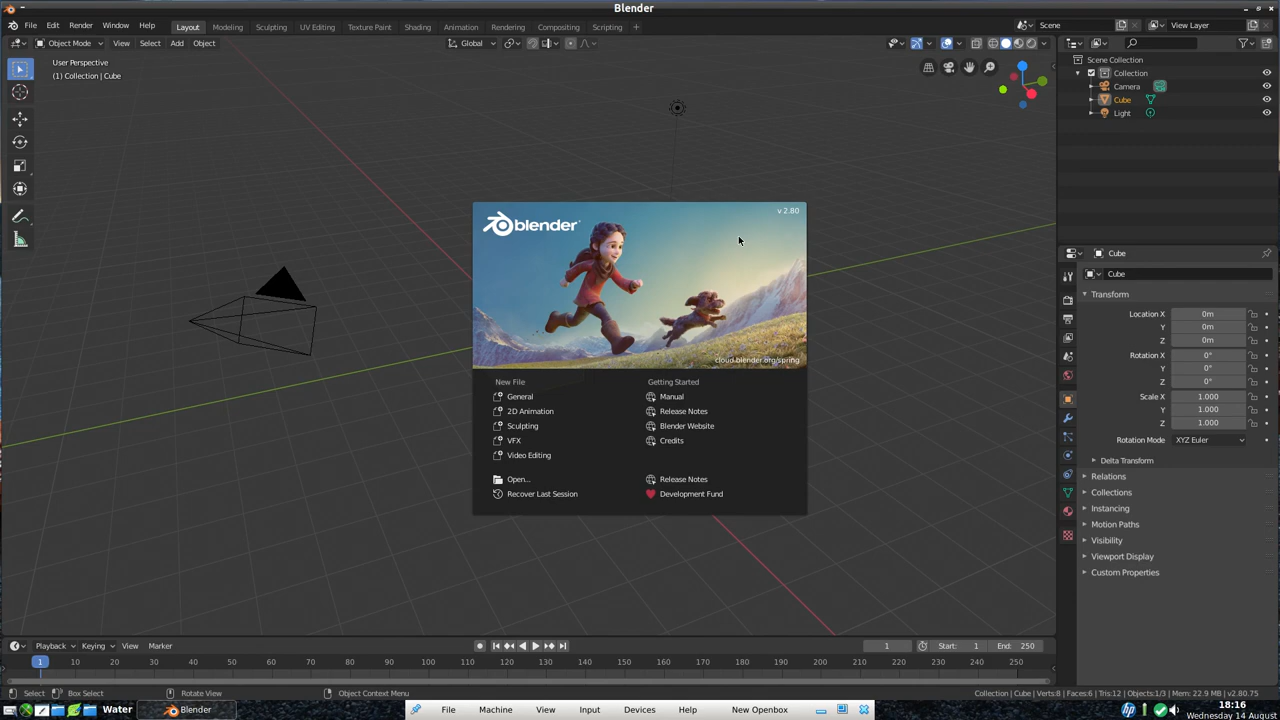 Blender
File Edit Render Window Help
Layout Modeling Sculpting UV Editing Texture Paint Shading Animation Rendering Compositing Scripting +
Scene View Layer
Object Mode View Select Add Object Global
User Perspective
(1) Collection | Cube
Scene Collection
Collection
Camera
Cube
Light
blender
v 2.80
cloud.blender.org/spring
New File
General
2D Animation
Sculpting
VFX
Video Editing
Open...
Recover Last Session
Getting Started
Manual
Release Notes
Blender Website
Credits
Release Notes
Development Fund
Cube
Cube
Transform
Location X 0m
Y 0m
Z 0m
Rotation X 0°
Y 0°
Z 0°
Scale X 1.000
Y 1.000
Z 1.000
Rotation Mode XYZ Euler
Delta Transform
Relations
Collections
Instancing
Motion Paths
Visibility
Viewport Display
Custom Properties
Playback Keying View Marker 1 Start: 1 End: 250
1 10 20 30 40 50 60 70 80 90 100 110 120 130 140 150 160 170 180 190 200 210 220 230 240 250
Select Box Select Rotate View Object Context Menu Collection | Cube | Verts:8 | Faces:6 | Tris:12 | Objects:1/3 | Mem: 22.9 MB | v2.80.75
Water Blender File Machine View Input Devices Help New Openbox
18:16
Wednesday 14 August